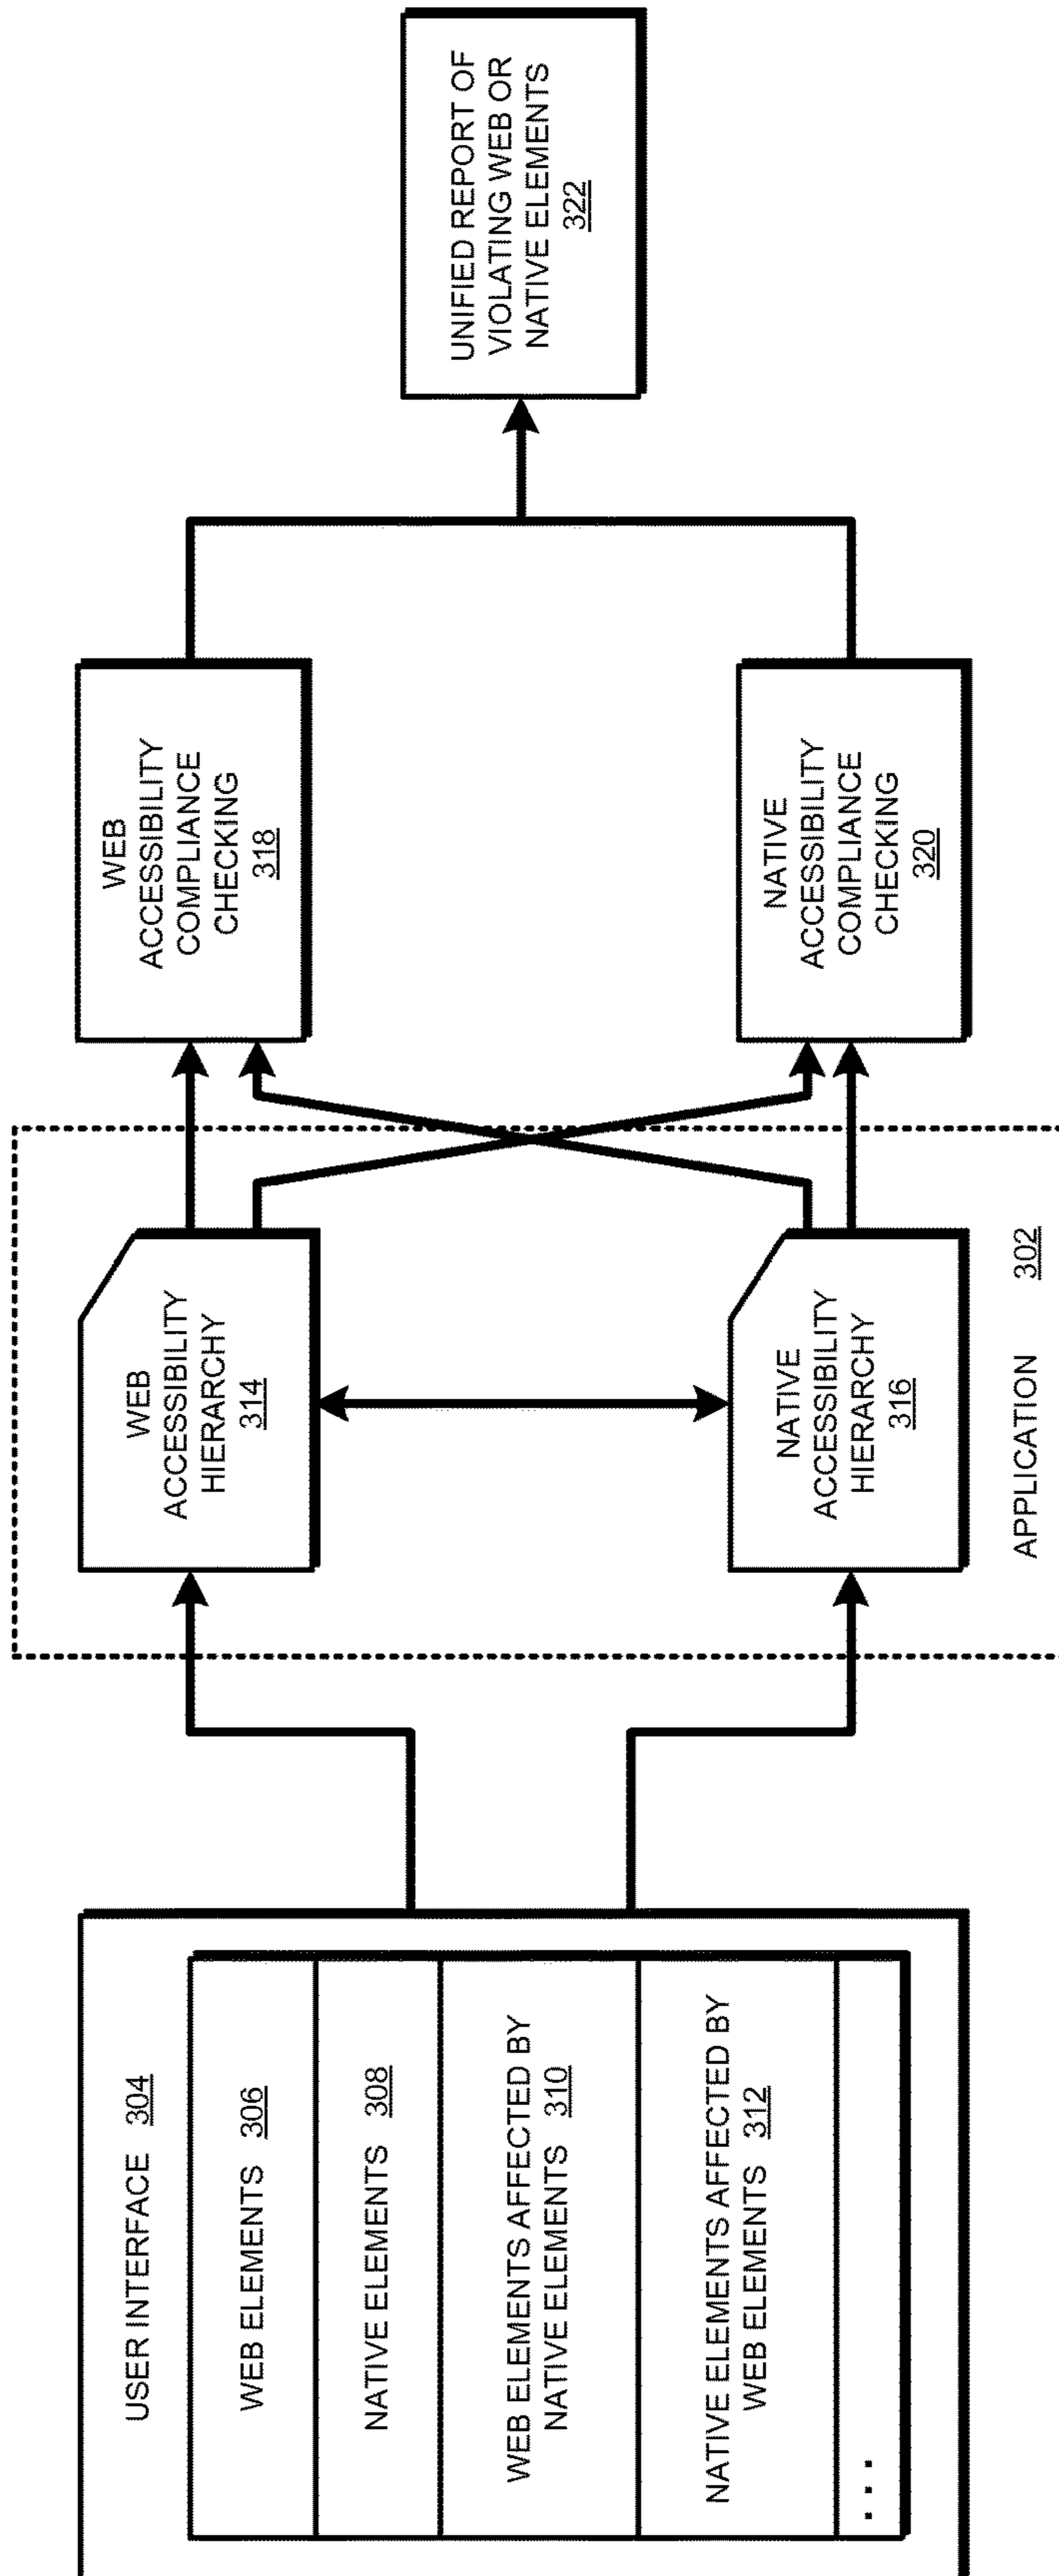 USER INTERFACE 304
WEB ELEMENTS 306
NATIVE ELEMENTS 308
WEB ELEMENTS AFFECTED BY
NATIVE ELEMENTS 310
NATIVE ELEMENTS AFFECTED BY
WEB ELEMENTS 312
...
WEB
ACCESSIBILITY
HIERARCHY
314
NATIVE
ACCESSIBILITY
HIERARCHY
316
APPLICATION 302
WEB
ACCESSIBILITY
COMPLIANCE
CHECKING
318
NATIVE
ACCESSIBILITY
COMPLIANCE
CHECKING
320
UNIFIED REPORT OF
VIOLATING WEB OR
NATIVE ELEMENTS
322